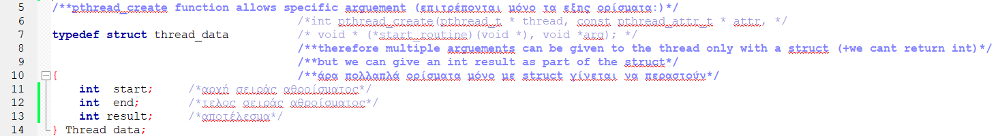 5 /**pthread_create function allows specific arguement (επιτρέπονται μόνο τα εξης ορίσματα:)*/
6 /*int pthread_create(pthread_t * thread, const pthread_attr_t * attr, */
7 typedef struct thread_data /* void * (*start_routine)(void *), void *arg); */
8 /**therefore multiple arguements can be given to the thread only with a struct (+we cant return int)*/
9 /**but we can give an int result as part of the struct*/
10 { /**άρα πολλαπλά ορίσματα μόνο με struct γίνεται να περαστούν*/
11 int start; /*αρχή σειράς αθροίσματος*/
12 int end; /*τελος σειράς αθροίσματος*/
13 int result; /*αποτέλεσμα*/
14 } Thread_data;